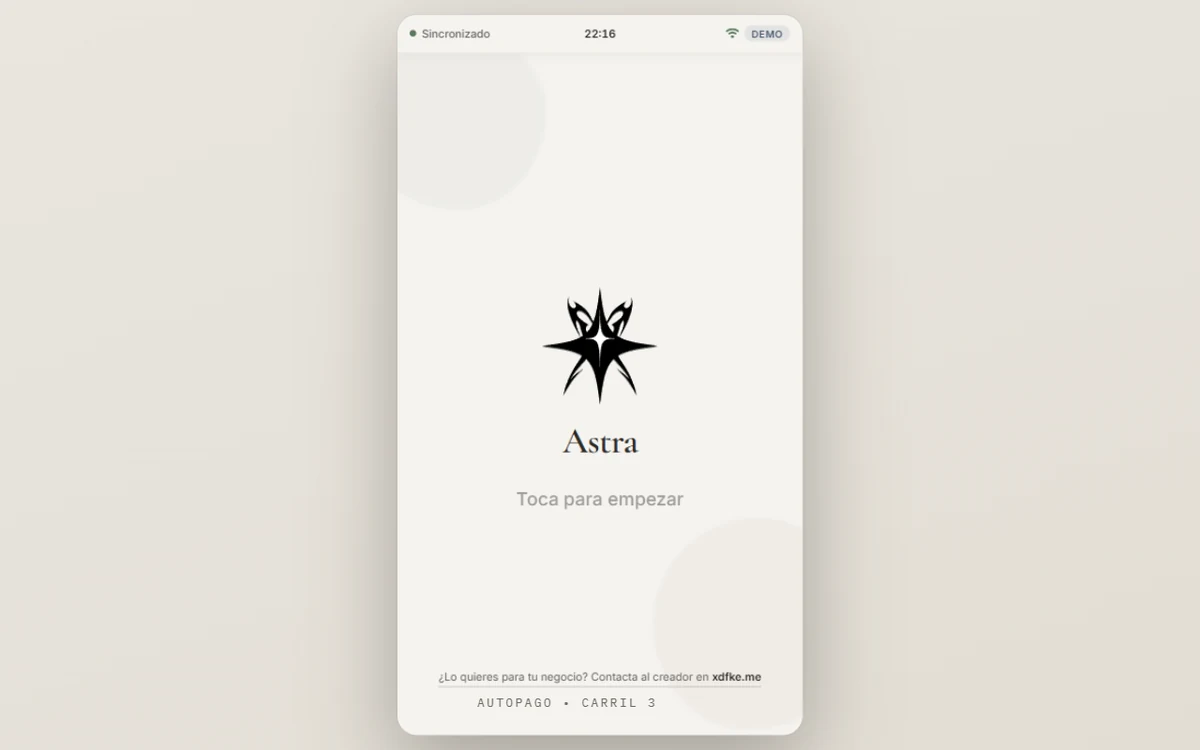 Sincronizado 22:16 DEMO
Astra
Toca para empezar
¿Lo quieres para tu negocio? Contacta al creador en xdfke.me
AUTOPAGO • CARRIL 3